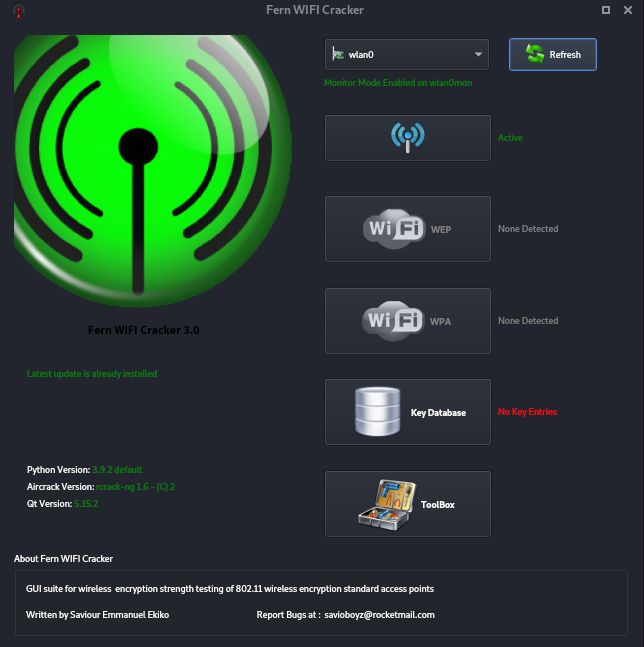 Fern WIFI Cracker
wlan0
Refresh
Monitor Mode Enabled on wlan0mon
Active
WiFi WEP
None Detected
Fern WIFI Cracker 3.0
WiFi WPA
None Detected
Latest update is already installed
Key Database
No Key Entries
Python Version: 3.9.2 default
Aircrack Version: rcrack-ng 1.6 – (C) 2
Qt Version: 5.15.2
ToolBox
About Fern WIFI Cracker
GUI suite for wireless encryption strength testing of 802.11 wireless encryption standard access points
Written by Saviour Emmanuel Ekiko
Report Bugs at : savioboyz@rocketmail.com